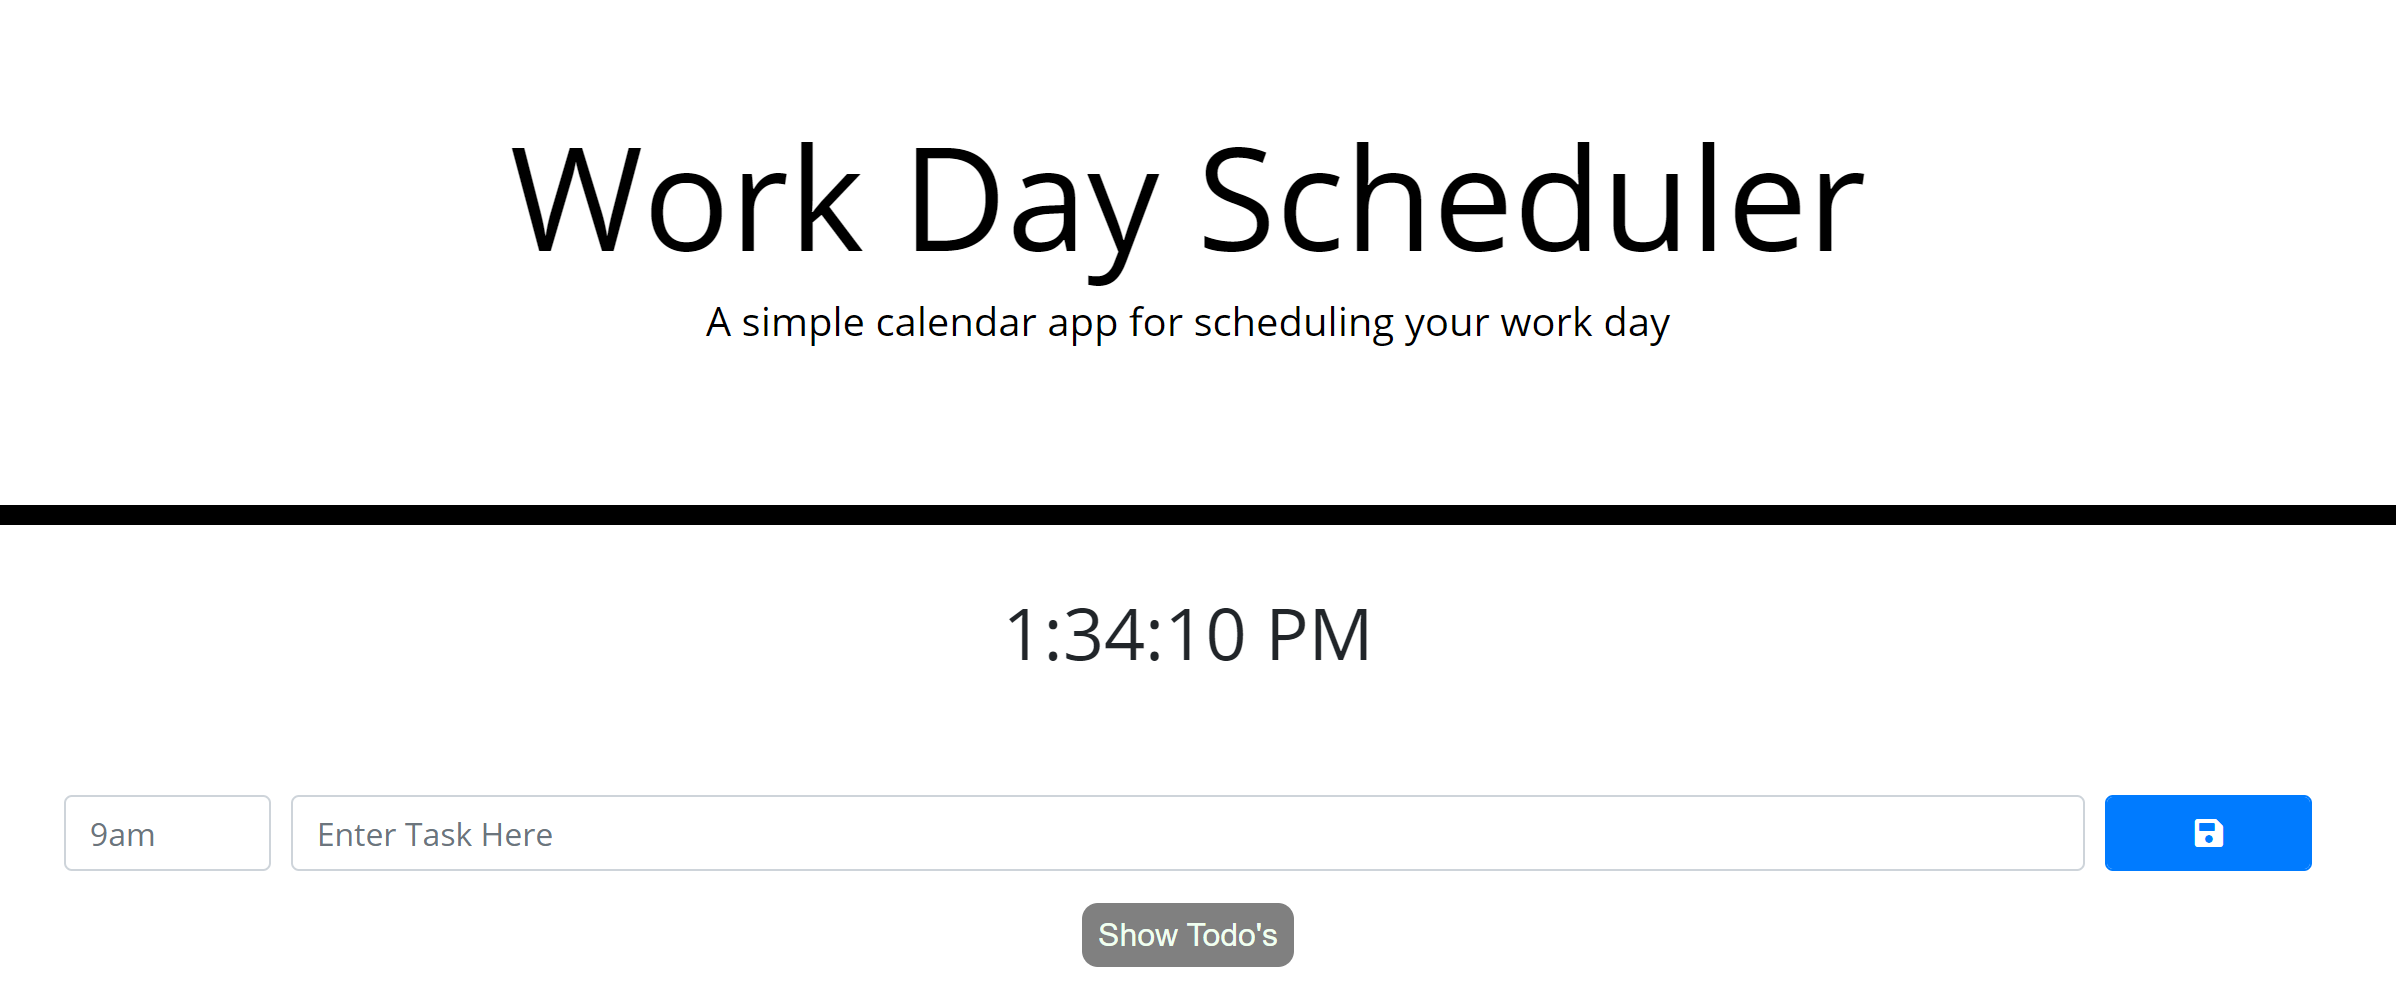 Work Day Scheduler
A simple calendar app for scheduling your work day
1:34:10 PM
9am Enter Task Here
Show Todo's